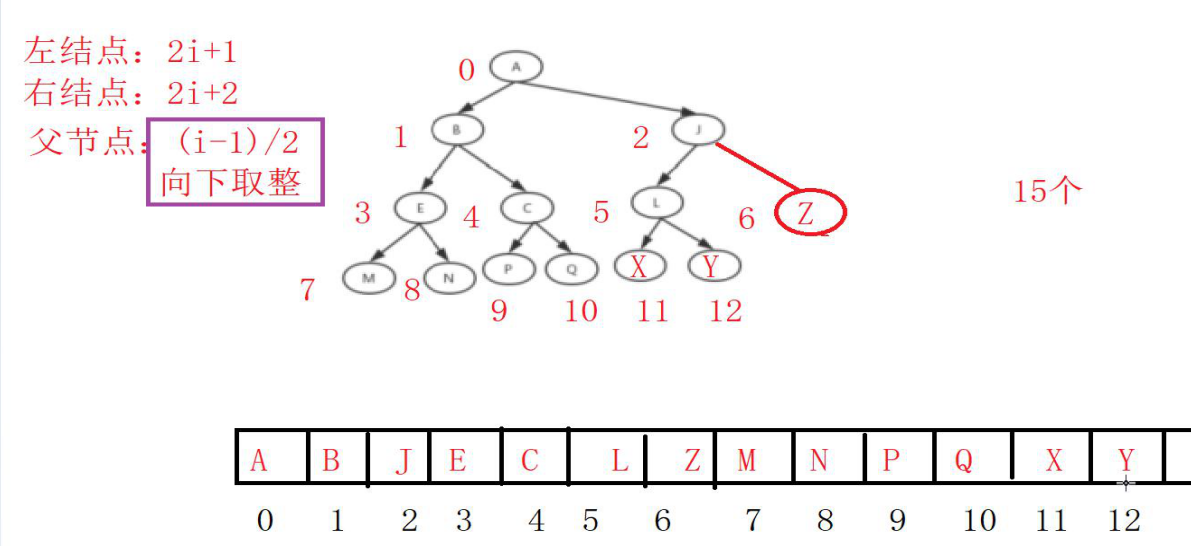 左结点：2i+1
右结点：2i+2
父节点：(i-1)/2
向下取整
0 A
1 B 2 J
3 E 4 C 5 L 6 Z
15个
M N P Q X Y
7 8 9 10 11 12
A B J E C L Z M N P Q X Y
0 1 2 3 4 5 6 7 8 9 10 11 12